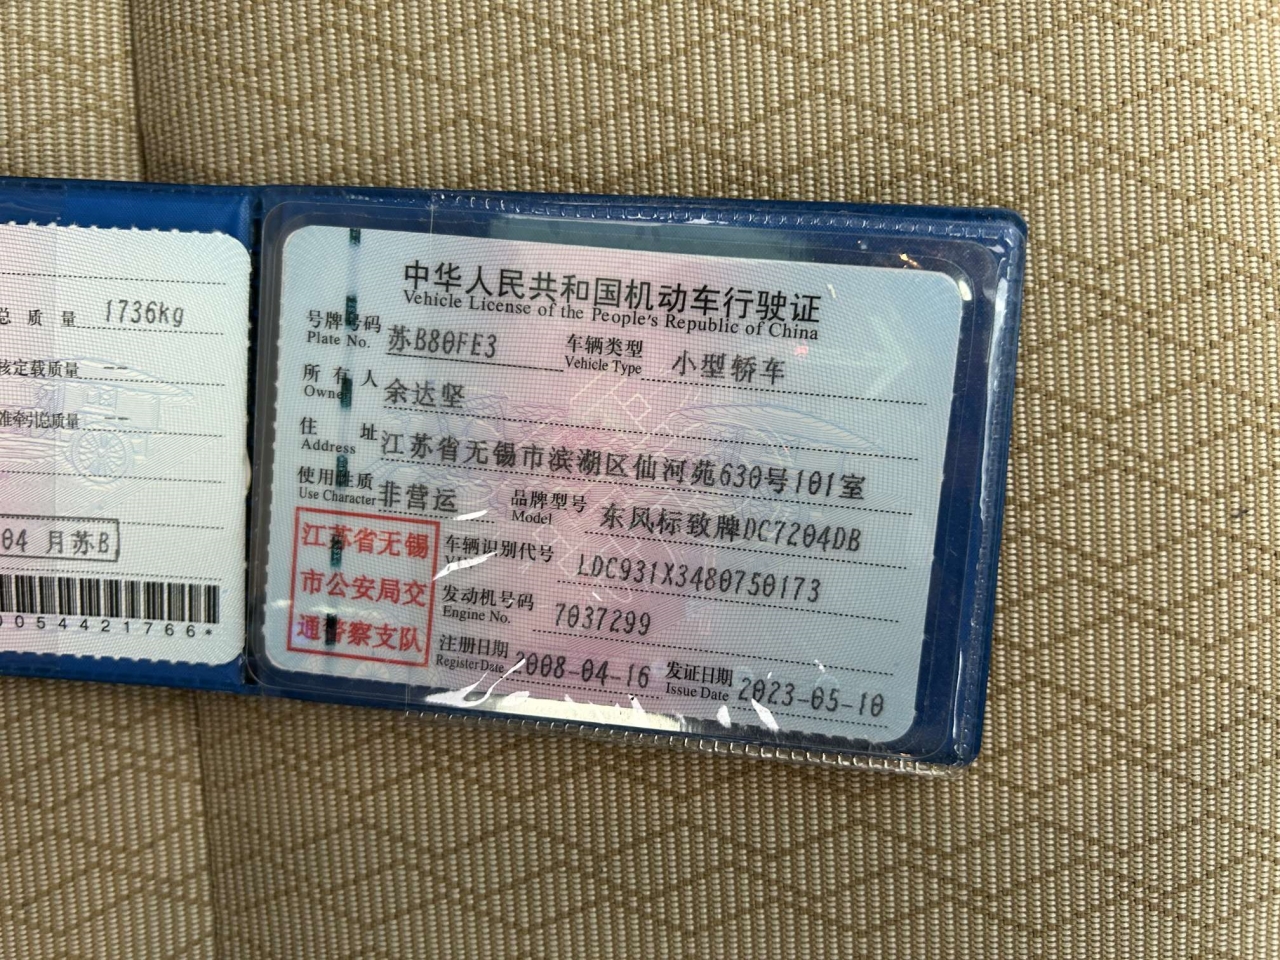 总 质 量 1736kg
核定载质量 --
准牵引总质量 --
04 月苏B
0054421766*
中华人民共和国机动车行驶证
Vehicle License of the People's Republic of China
号牌号码 苏B80FE3 车辆类型 小型轿车
Plate No. Vehicle Type
所 有 人 余达坚
Owner
住 址 江苏省无锡市滨湖区仙河苑630号101室
Address
使用性质 非营运 品牌型号 东风标致牌DC7204DB
Use Character Model
江苏省无锡
市公安局交
通警察支队
车辆识别代号 LDC931X3480750173
VIN
发动机号码 7037299
Engine No.
注册日期 2008-04-16 发证日期 2023-05-10
Register Date Issue Date